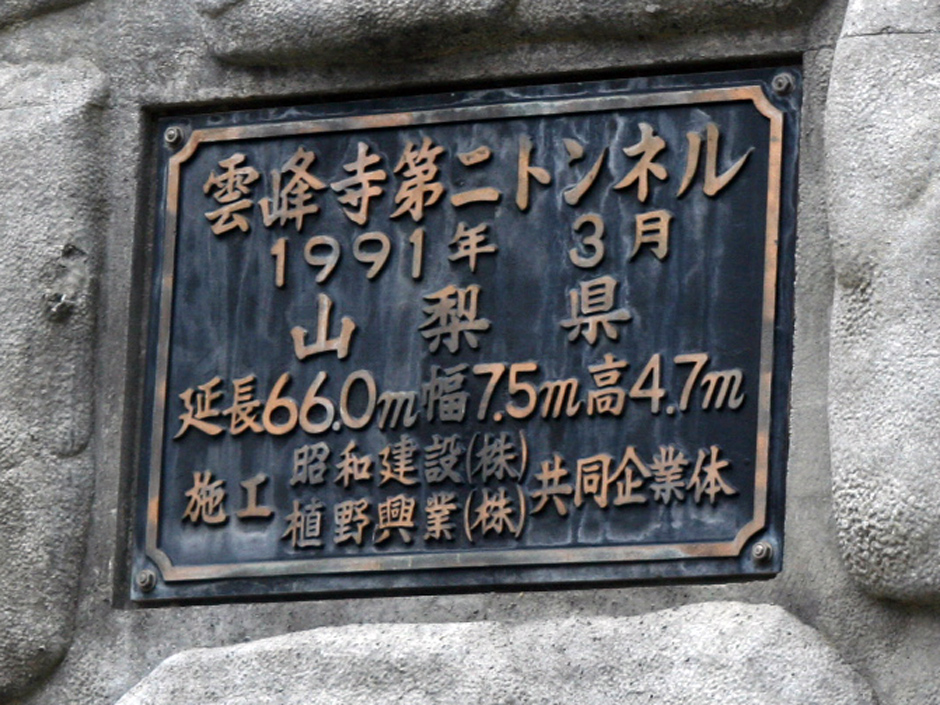 雲峰寺第二トンネル
1991年 3月
山梨県
延長66.0m幅7.5m高4.7m
施工 昭和建設(株) 共同企業体
植野興業(株)